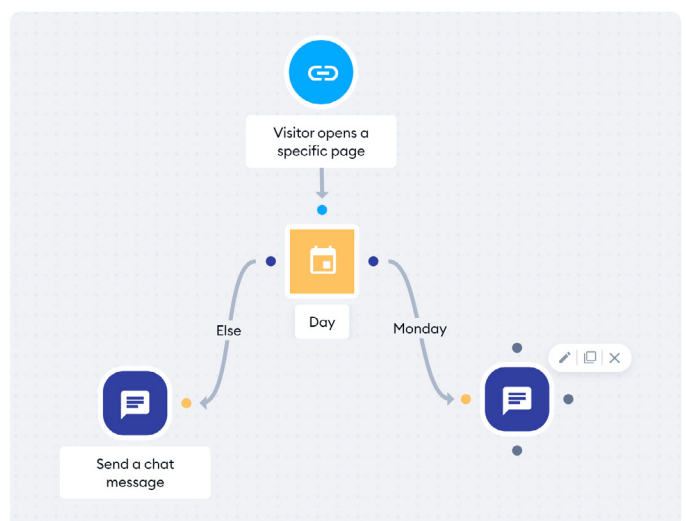 Visitor opens a
specific page
Day
Else
Monday
Send a chat
message